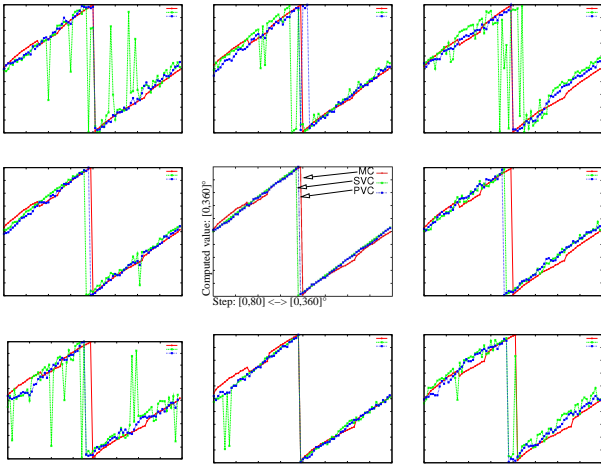 MC
SVC
PVC
Computed value: [0,360]°
Step: [0,80] <-> [0,360]°